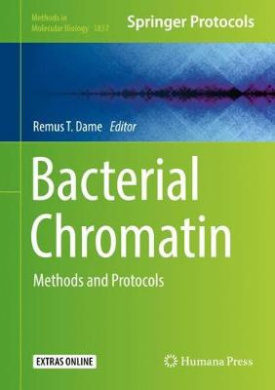 Methods in
Molecular Biology 1837
Springer Protocols
Remus T. Dame Editor
Bacterial
Chromatin
Methods and Protocols
EXTRAS ONLINE
Humana Press